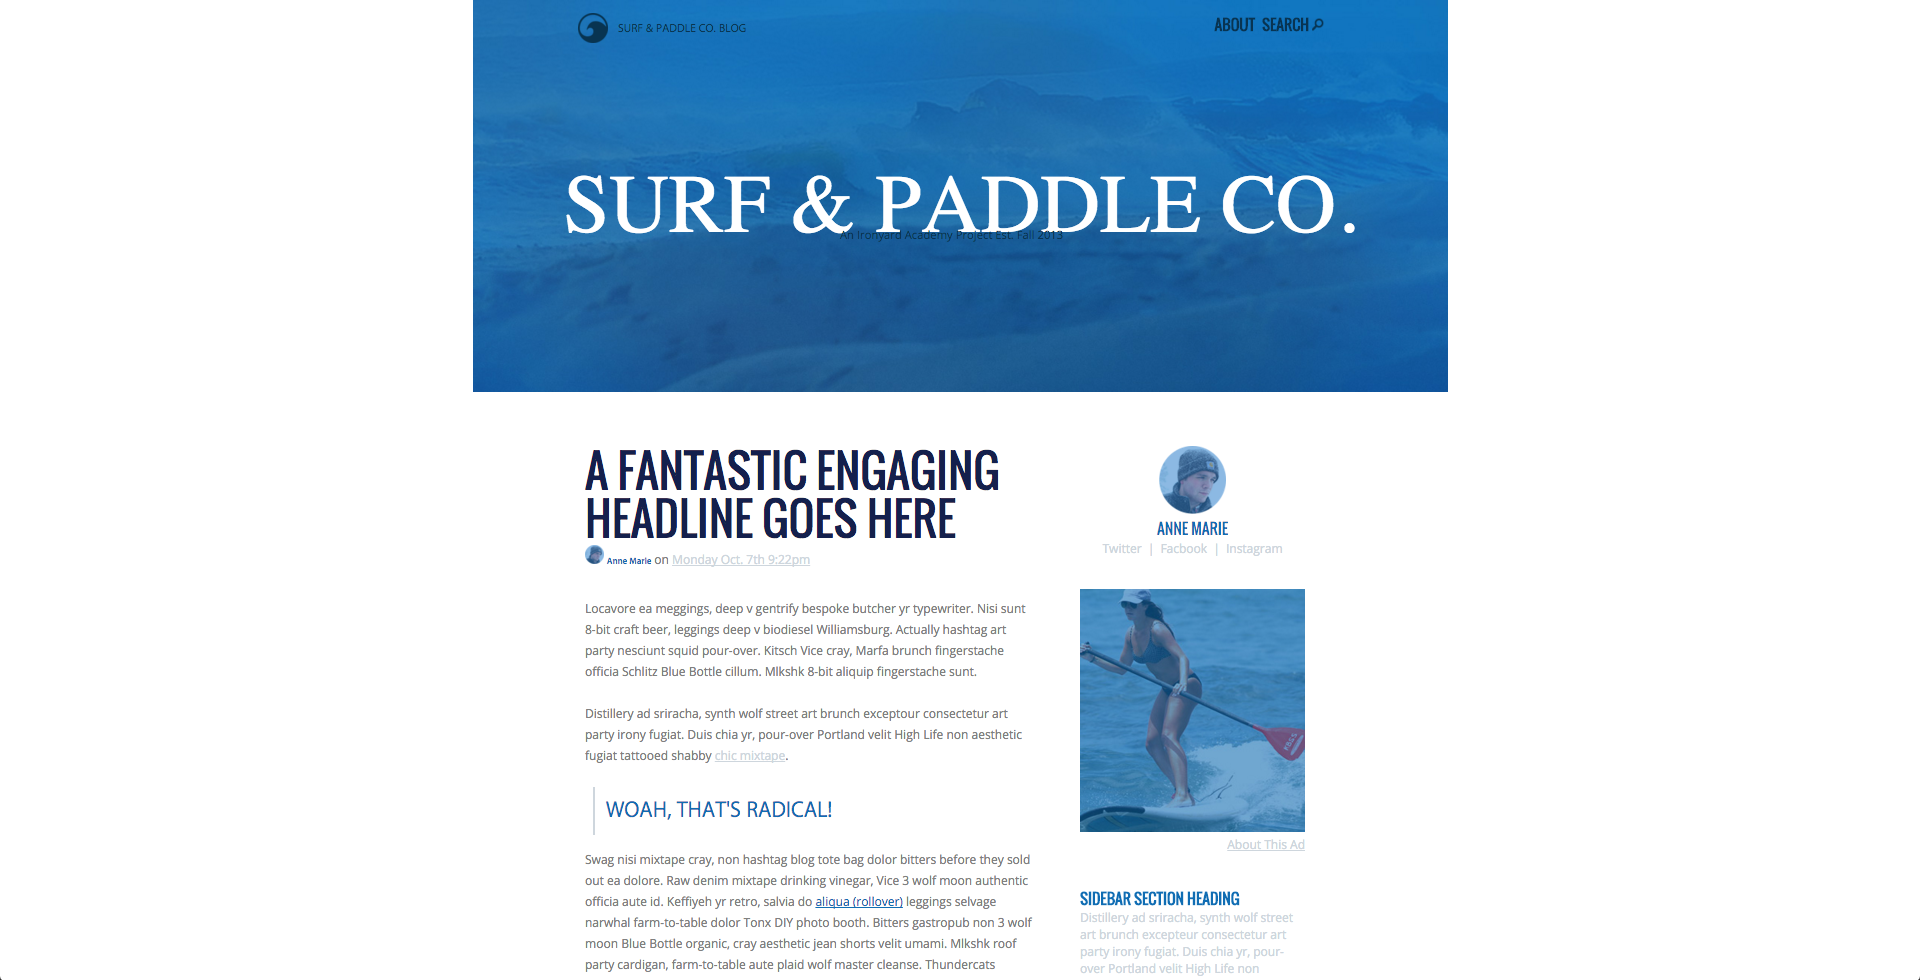 SURF & PADDLE CO. BLOG
ABOUT SEARCH
SURF & PADDLE CO.
An Ironyard Academy Project Est. Fall 2013
A FANTASTIC ENGAGING
HEADLINE GOES HERE
Anne Marie on Monday Oct. 7th 9:22pm
Locavore ea meggings, deep v gentrify bespoke butcher yr typewriter. Nisi sunt
8-bit craft beer, leggings deep v biodiesel Williamsburg. Actually hashtag art
party nesciunt squid pour-over. Kitsch Vice cray, Marfa brunch fingerstache
officia Schlitz Blue Bottle cillum. Mlkshk 8-bit aliquip fingerstache sunt.
Distillery ad sriracha, synth wolf street art brunch exceptour consectetur art
party irony fugiat. Duis chia yr, pour-over Portland velit High Life non aesthetic
fugiat tattooed shabby chic mixtape.
WOAH, THAT'S RADICAL!
Swag nisi mixtape cray, non hashtag blog tote bag dolor bitters before they sold
out ea dolore. Raw denim mixtape drinking vinegar, Vice 3 wolf moon authentic
officia aute id. Keffiyeh yr retro, salvia do aliqua (rollover) leggings selvage
narwhal farm-to-table dolor Tonx DIY photo booth. Bitters gastropub non 3 wolf
moon Blue Bottle organic, cray aesthetic jean shorts velit umami. Mlkshk roof
party cardigan, farm-to-table aute plaid wolf master cleanse. Thundercats
ANNE MARIE
Twitter | Facbook | Instagram
About This Ad
SIDEBAR SECTION HEADING
Distillery ad sriracha, synth wolf street
art brunch excepteur consectetur art
party irony fugiat. Duis chia yr, pour-
over Portland velit High Life non